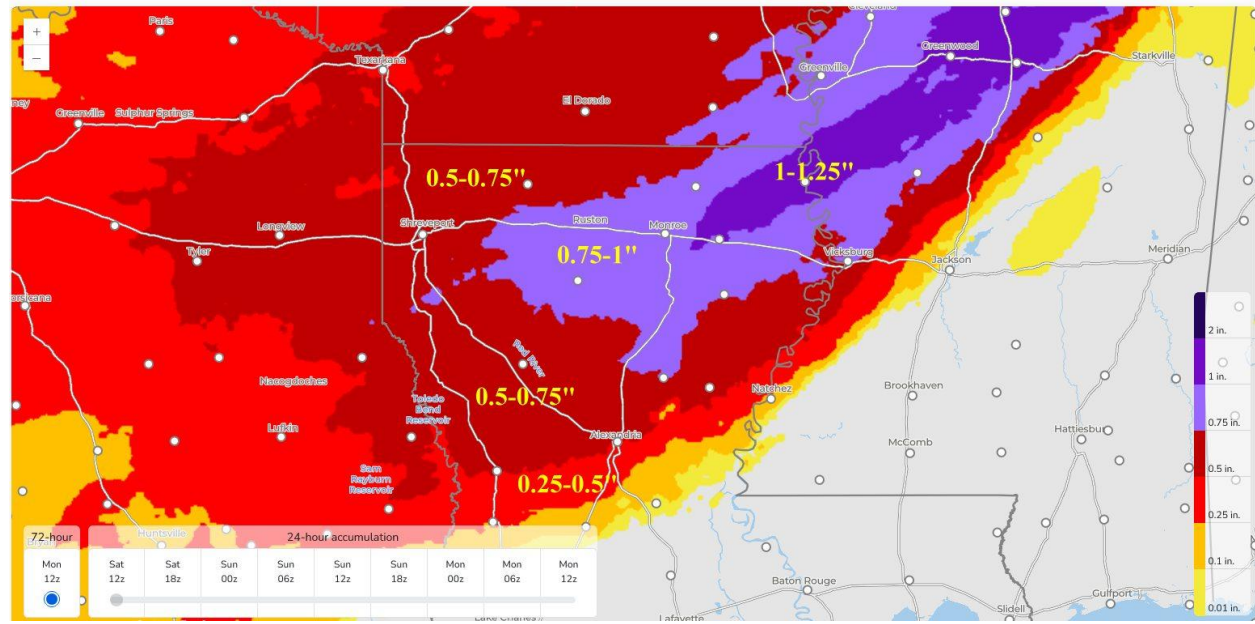 Paris
Cleveland
+
−
Texarkana
Greenville
Greenwood
Starkville
Greenville
Sulphur Springs
El Dorado
0.5-0.75"
1-1.25"
Shreveport
Ruston
Monroe
Longview
Tyler
0.75-1"
Vicksburg
Jackson
Meridian
orsicana
2 in.
Red River
1 in.
Nacogdoches
Brookhaven
Natchez
0.5-0.75"
Toledo
Bend
Reservoir
0.75 in.
Lufkin
Alexandria
McComb
Hattiesburg
0.5 in.
Sam
Rayburn
Reservoir
0.25-0.5"
0.25 in.
Huntsville
Bryan
72-hour
24-hour accumulation
0.1 in.
Mon Sat Sat Sun Sun Sun Sun Mon Mon Mon
12z 12z 18z 00z 06z 12z 18z 00z 06z 12z
Baton Rouge
Gulfport
Slidell
0.01 in.
Lake Charles
Lafayette